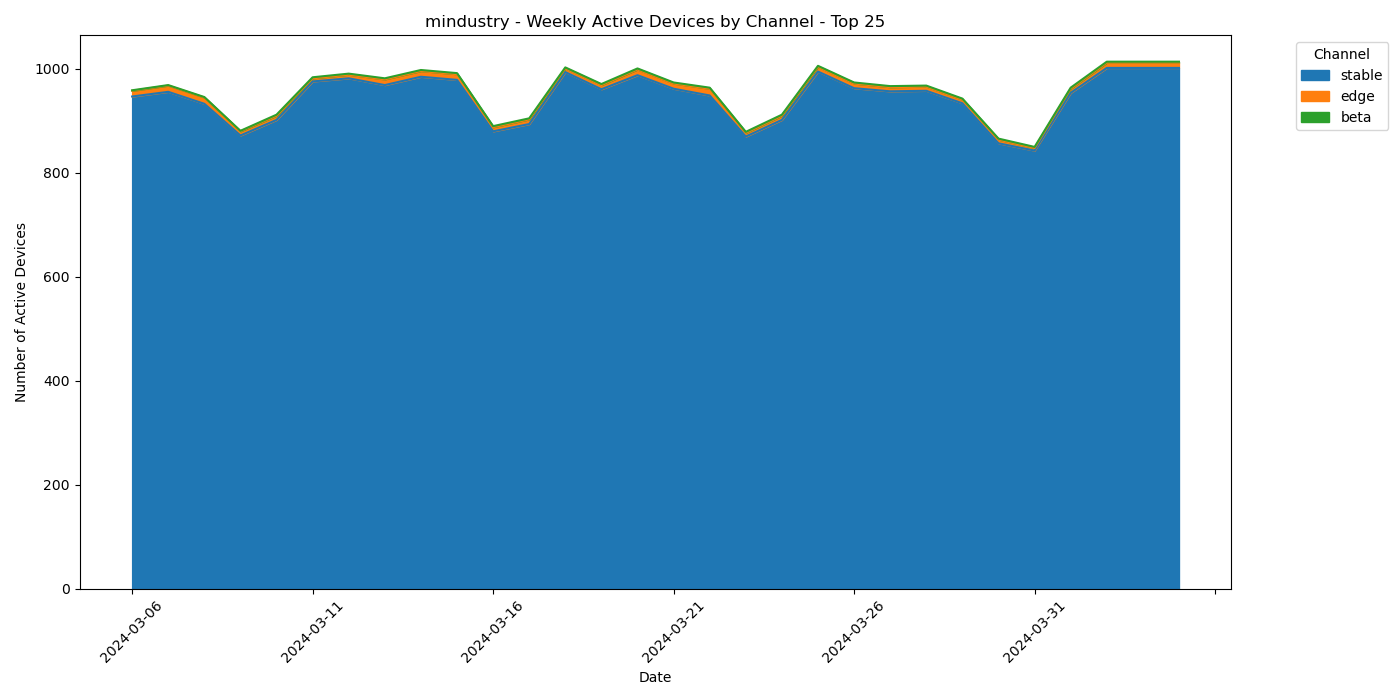 mindustry - Weekly Active Devices by Channel - Top 25
Number of Active Devices
1000
800
600
400
200
0
2024-03-06
2024-03-11
2024-03-16
2024-03-21
2024-03-26
2024-03-31
Date
Channel
stable
edge
beta